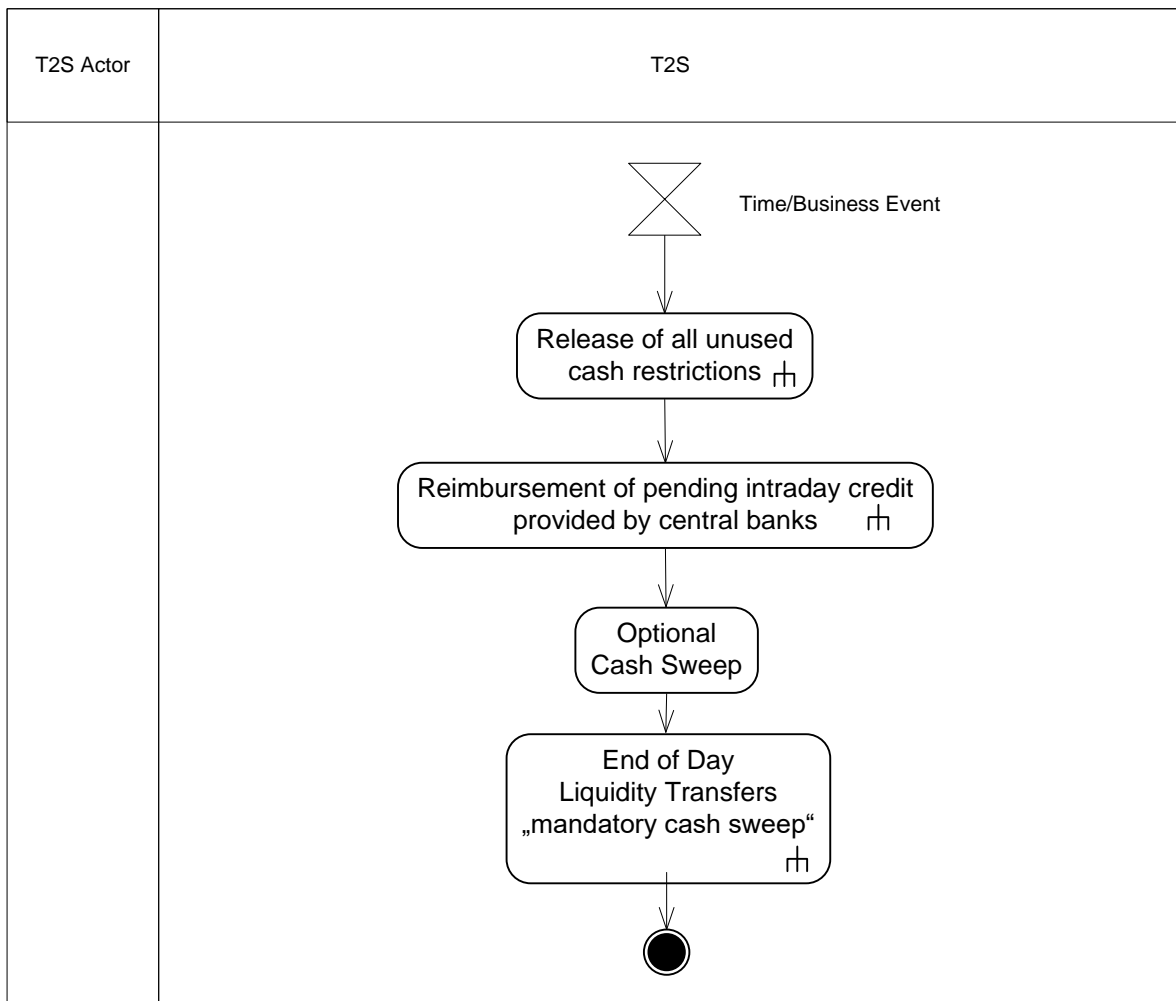 T2S Actor
T2S
Time/Business Event
Release of all unused
cash restrictions
Reimbursement of pending intraday credit
provided by central banks
Optional
Cash Sweep
End of Day
Liquidity Transfers
„mandatory cash sweep“